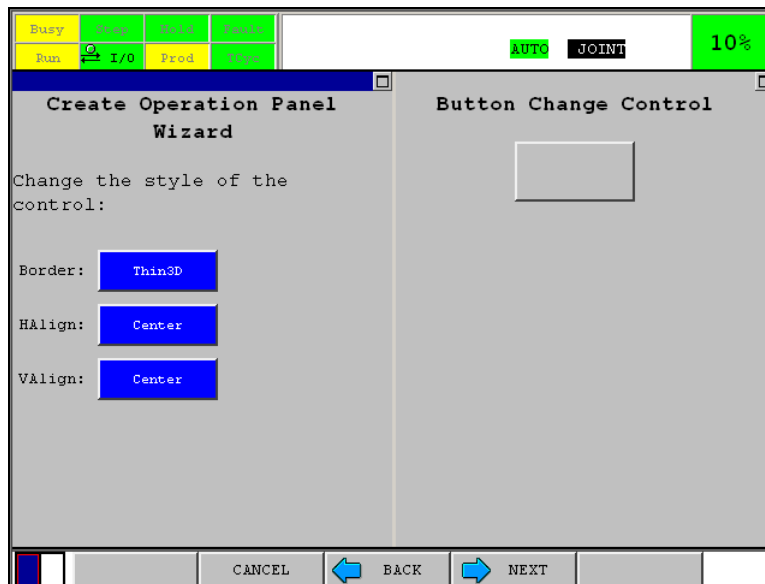 Busy Step Hold Fault
Run I/O Prod TCyc
AUTO JOINT
10%
Create Operation Panel
Wizard
Change the style of the
control:
Border: Thin3D
HAlign: Center
VAlign: Center
Button Change Control
CANCEL BACK NEXT